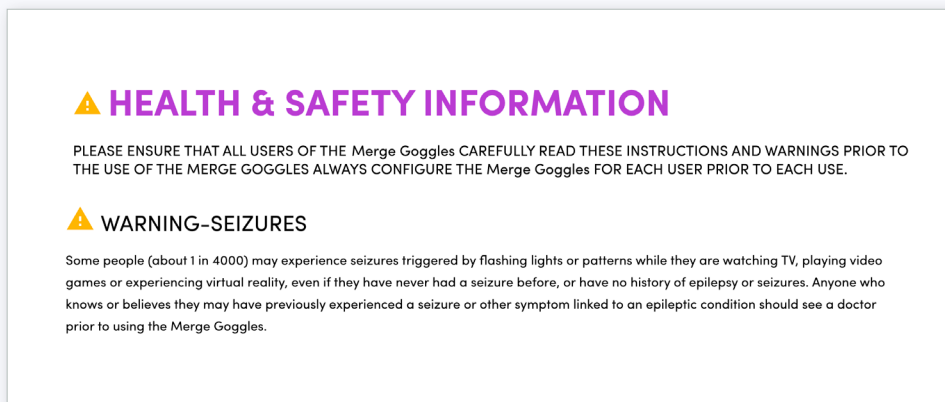 HEALTH & SAFETY INFORMATION
PLEASE ENSURE THAT ALL USERS OF THE Merge Goggles CAREFULLY READ THESE INSTRUCTIONS AND WARNINGS PRIOR TO
THE USE OF THE MERGE GOGGLES ALWAYS CONFIGURE THE Merge Goggles FOR EACH USER PRIOR TO EACH USE.
WARNING-SEIZURES
Some people (about 1 in 4000) may experience seizures triggered by flashing lights or patterns while they are watching TV, playing video
games or experiencing virtual reality, even if they have never had a seizure before, or have no history of epilepsy or seizures. Anyone who
knows or believes they may have previously experienced a seizure or other symptom linked to an epileptic condition should see a doctor
prior to using the Merge Goggles.